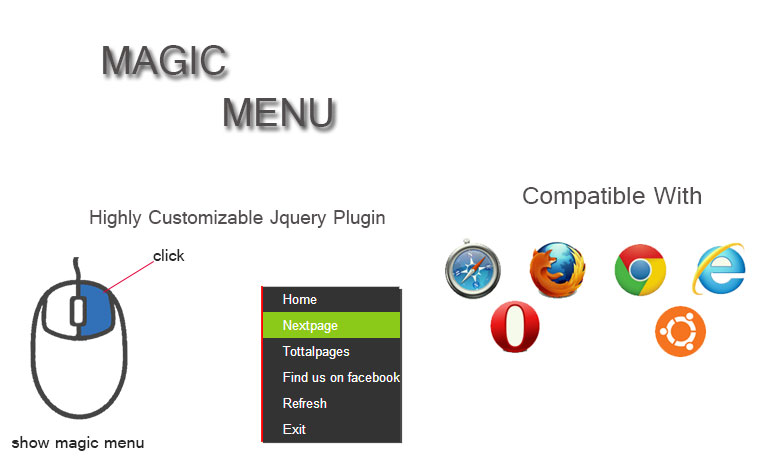 MAGIC
MENU
Highly Customizable Jquery Plugin
click
show magic menu
Home
Nextpage
Tottalpages
Find us on facebook
Refresh
Exit
Compatible With